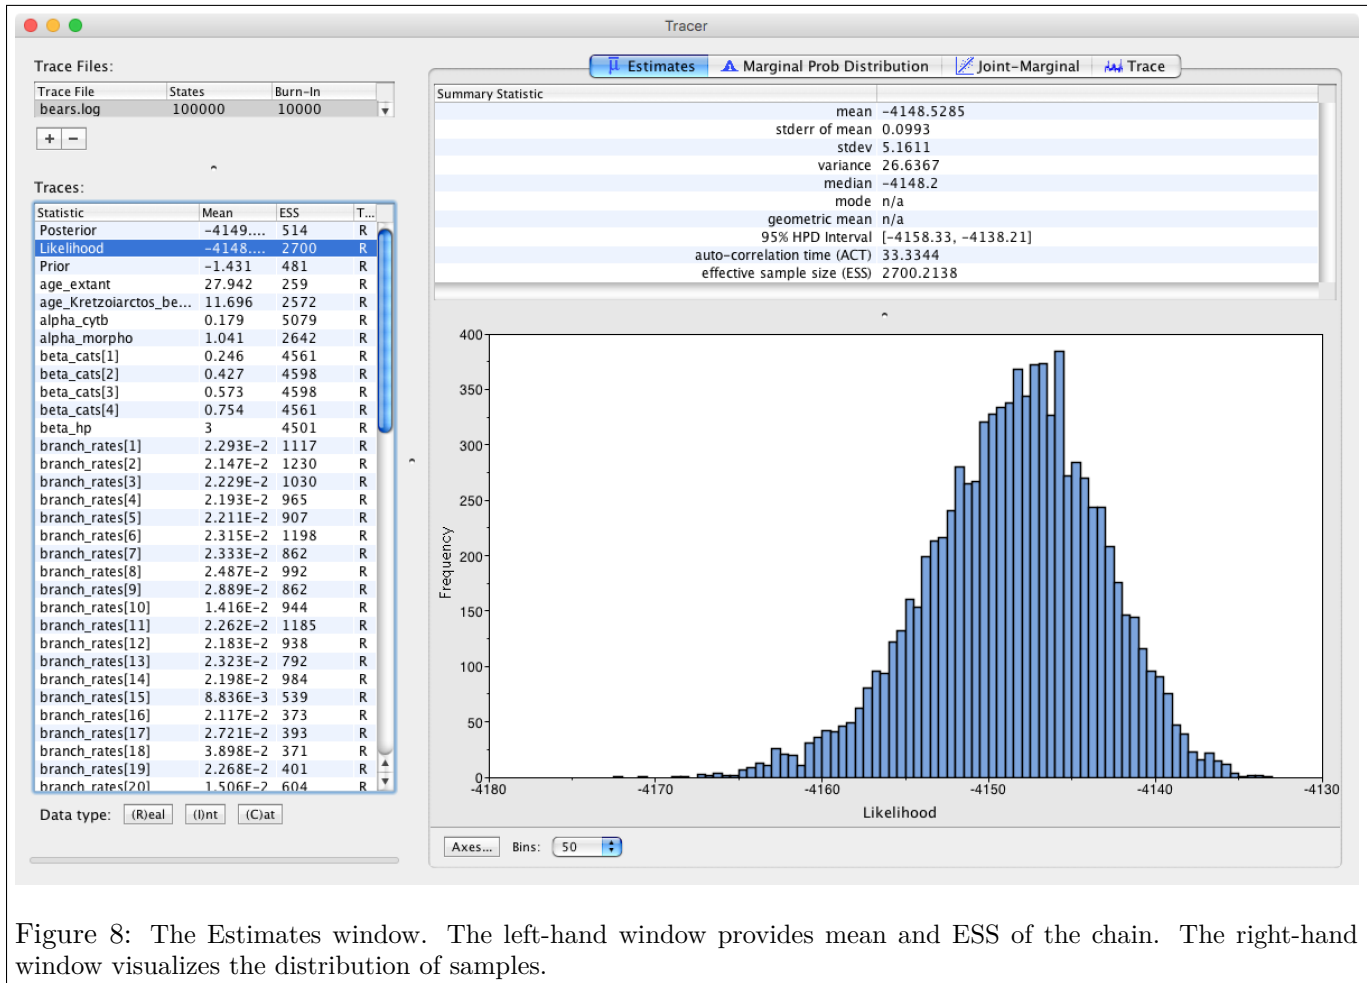 Tracer
Trace Files:
Trace File States Burn-In
bears.log 100000 10000
+ −
Traces:
Statistic Mean ESS T...
Posterior -4149.... 514 R
Likelihood -4148.... 2700 R
Prior -1.431 481 R
age_extant 27.942 259 R
age_Kretzoiarctos_be... 11.696 2572 R
alpha_cytb 0.179 5079 R
alpha_morpho 1.041 2642 R
beta_cats[1] 0.246 4561 R
beta_cats[2] 0.427 4598 R
beta_cats[3] 0.573 4598 R
beta_cats[4] 0.754 4561 R
beta_hp 3 4501 R
branch_rates[1] 2.293E-2 1117 R
branch_rates[2] 2.147E-2 1230 R
branch_rates[3] 2.229E-2 1030 R
branch_rates[4] 2.193E-2 965 R
branch_rates[5] 2.211E-2 907 R
branch_rates[6] 2.315E-2 1198 R
branch_rates[7] 2.333E-2 862 R
branch_rates[8] 2.487E-2 992 R
branch_rates[9] 2.889E-2 862 R
branch_rates[10] 1.416E-2 944 R
branch_rates[11] 2.262E-2 1185 R
branch_rates[12] 2.183E-2 938 R
branch_rates[13] 2.323E-2 792 R
branch_rates[14] 2.198E-2 984 R
branch_rates[15] 8.836E-3 539 R
branch_rates[16] 2.117E-2 373 R
branch_rates[17] 2.721E-2 393 R
branch_rates[18] 3.898E-2 371 R
branch_rates[19] 2.268E-2 401 R
branch_rates[20] 1.506E-2 604 R
Data type: (R)eal (I)nt (C)at
Estimates Marginal Prob Distribution Joint-Marginal Trace
Summary Statistic
mean -4148.5285
stderr of mean 0.0993
stdev 5.1611
variance 26.6367
median -4148.2
mode n/a
geometric mean n/a
95% HPD Interval [-4158.33, -4138.21]
auto-correlation time (ACT) 33.3344
effective sample size (ESS) 2700.2138
400
350
300
250
200
150
100
50
0
Frequency
-4180 -4170 -4160 -4150 -4140 -4130
Likelihood
Axes... Bins: 50
Figure 8: The Estimates window. The left-hand window provides mean and ESS of the chain. The right-hand
window visualizes the distribution of samples.